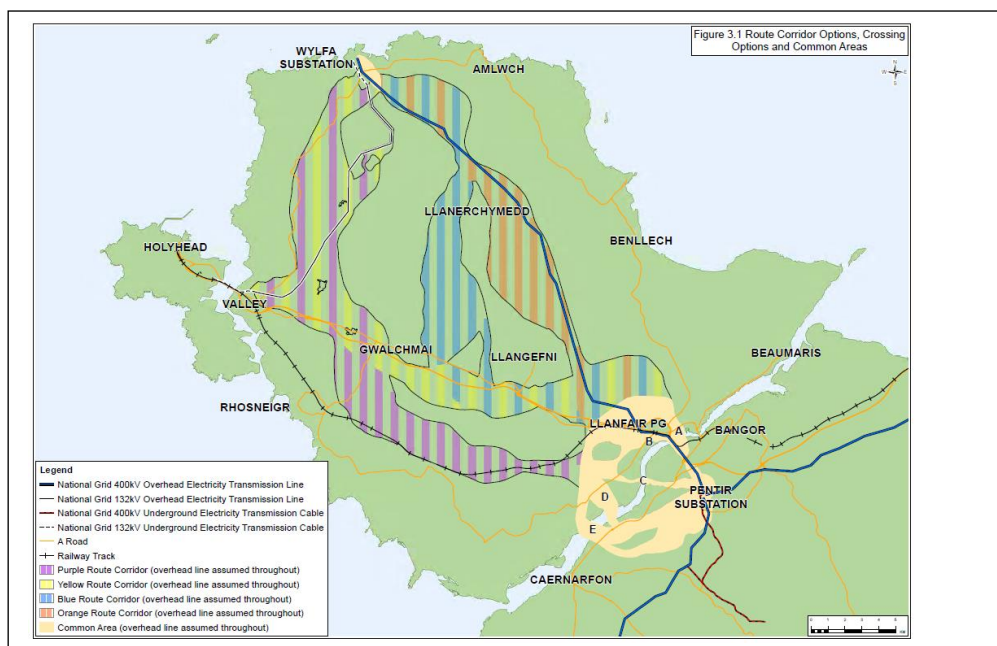 Figure 3.1 Route Corridor Options, Crossing
Options and Common Areas
N
W E
S
WYLFA
SUBSTATION
AMLWCH
LLANERCHYMEDD
BENLLECH
HOLYHEAD
VALLEY
GWALCHMAI
LLANGEFNI
BEAUMARIS
RHOSNEIGR
LLANFAIR PG
A
BANGOR
B
C
PENTIR
SUBSTATION
D
E
CAERNARFON
Legend
National Grid 400kV Overhead Electricity Transmission Line
National Grid 132kV Overhead Electricity Transmission Line
National Grid 400kV Underground Electricity Transmission Cable
National Grid 132kV Underground Electricity Transmission Cable
A Road
Railway Track
Purple Route Corridor (overhead line assumed throughout)
Yellow Route Corridor (overhead line assumed throughout)
Blue Route Corridor (overhead line assumed throughout)
Orange Route Corridor (overhead line assumed throughout)
Common Area (overhead line assumed throughout)